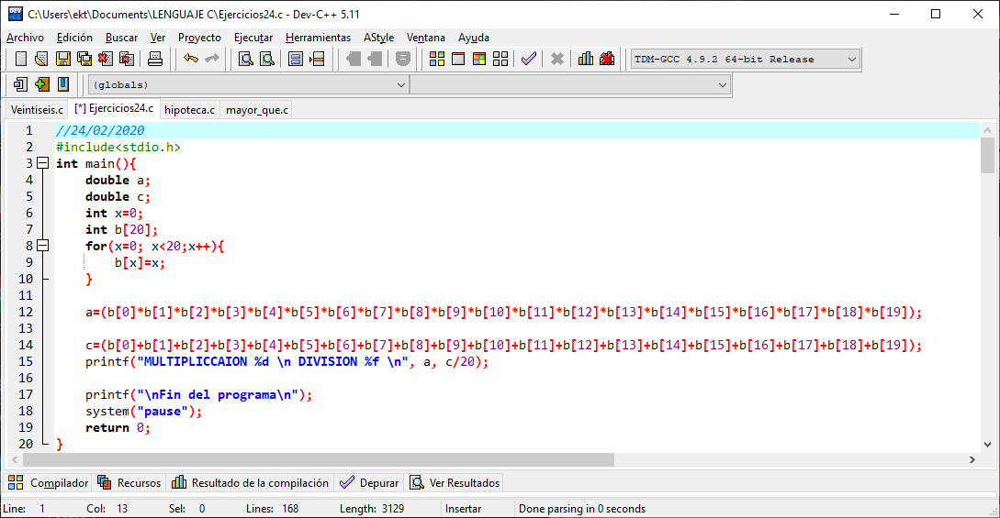 C:\Users\ekt\Documents\LENGUAJE C\Ejercicios24.c - Dev-C++ 5.11
Archivo Edición Buscar Ver Proyecto Ejecutar Herramientas AStyle Ventana Ayuda
TDM-GCC 4.9.2 64-bit Release
(globals)
Veintiseis.c [*] Ejercicios24.c hipoteca.c mayor_que.c
1 //24/02/2020
2 #include<stdio.h>
3 int main(){
4 double a;
5 double c;
6 int x=0;
7 int b[20];
8 for(x=0; x<20;x++){
9 b[x]=x;
10 }
11
12 a=(b[0]*b[1]*b[2]*b[3]*b[4]*b[5]*b[6]*b[7]*b[8]*b[9]*b[10]*b[11]*b[12]*b[13]*b[14]*b[15]*b[16]*b[17]*b[18]*b[19]);
13
14 c=(b[0]+b[1]+b[2]+b[3]+b[4]+b[5]+b[6]+b[7]+b[8]+b[9]+b[10]+b[11]+b[12]+b[13]+b[14]+b[15]+b[16]+b[17]+b[18]+b[19]);
15 printf("MULTIPLICCAION %d \n DIVISION %f \n", a, c/20);
16
17 printf("\nFin del programa\n");
18 system("pause");
19 return 0;
20 }
Compilador Recursos Resultado de la compilación Depurar Ver Resultados
Line: 1 Col: 13 Sel: 0 Lines: 168 Length: 3129 Insertar Done parsing in 0 seconds